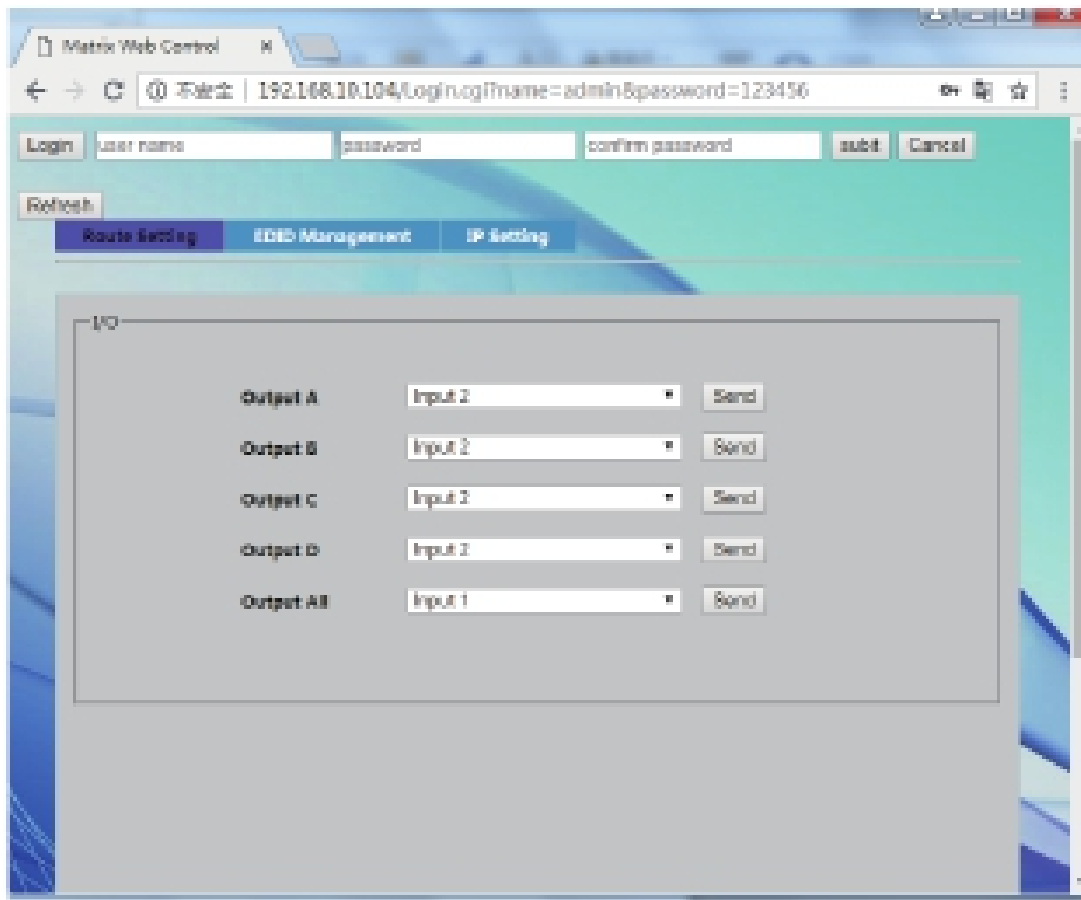 Matrix Web Control
不安全 | 192.168.10.104/Login.cgi?name=admin&password=123456
Login user name password confirm password subit Cancel
Refresh
Route Setting EDID Management IP Setting
I/O
Output A Input 2 Send
Output B Input 2 Send
Output C Input 2 Send
Output D Input 2 Send
Output All Input 1 Send